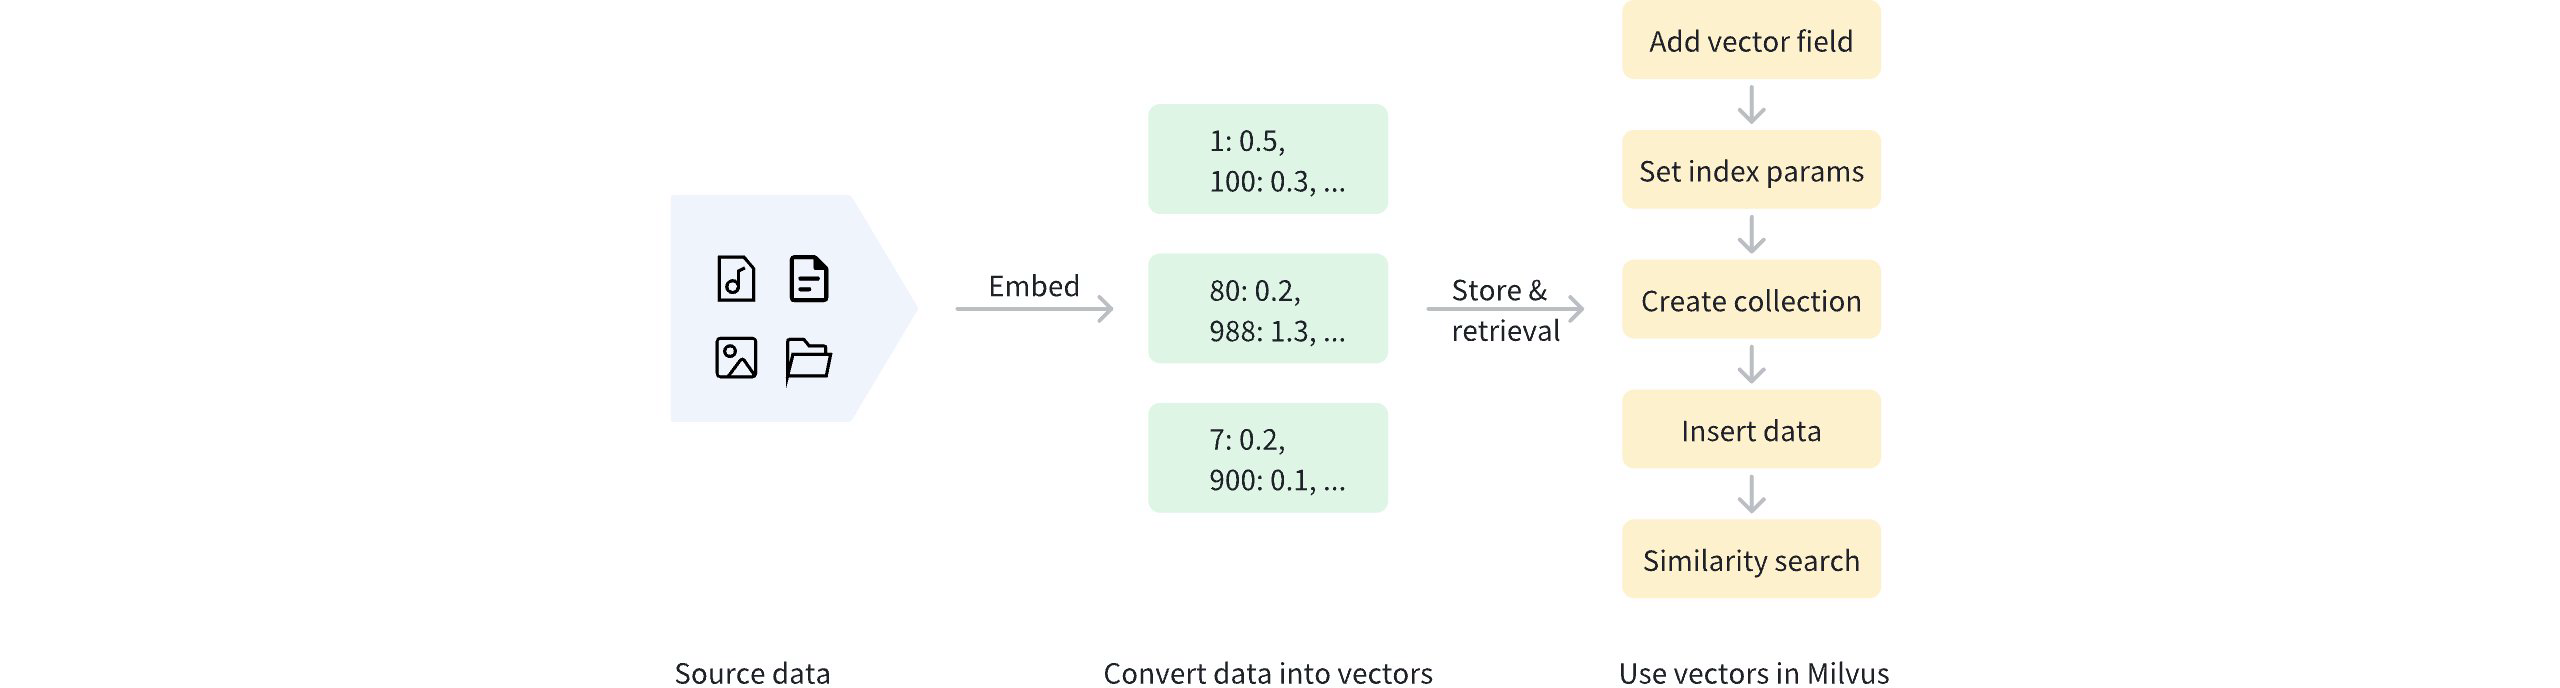 Embed
1: 0.5,
100: 0.3, ...
80: 0.2,
988: 1.3, ...
7: 0.2,
900: 0.1, ...
Store &
retrieval
Add vector field
Set index params
Create collection
Insert data
Similarity search
Source data
Convert data into vectors
Use vectors in Milvus